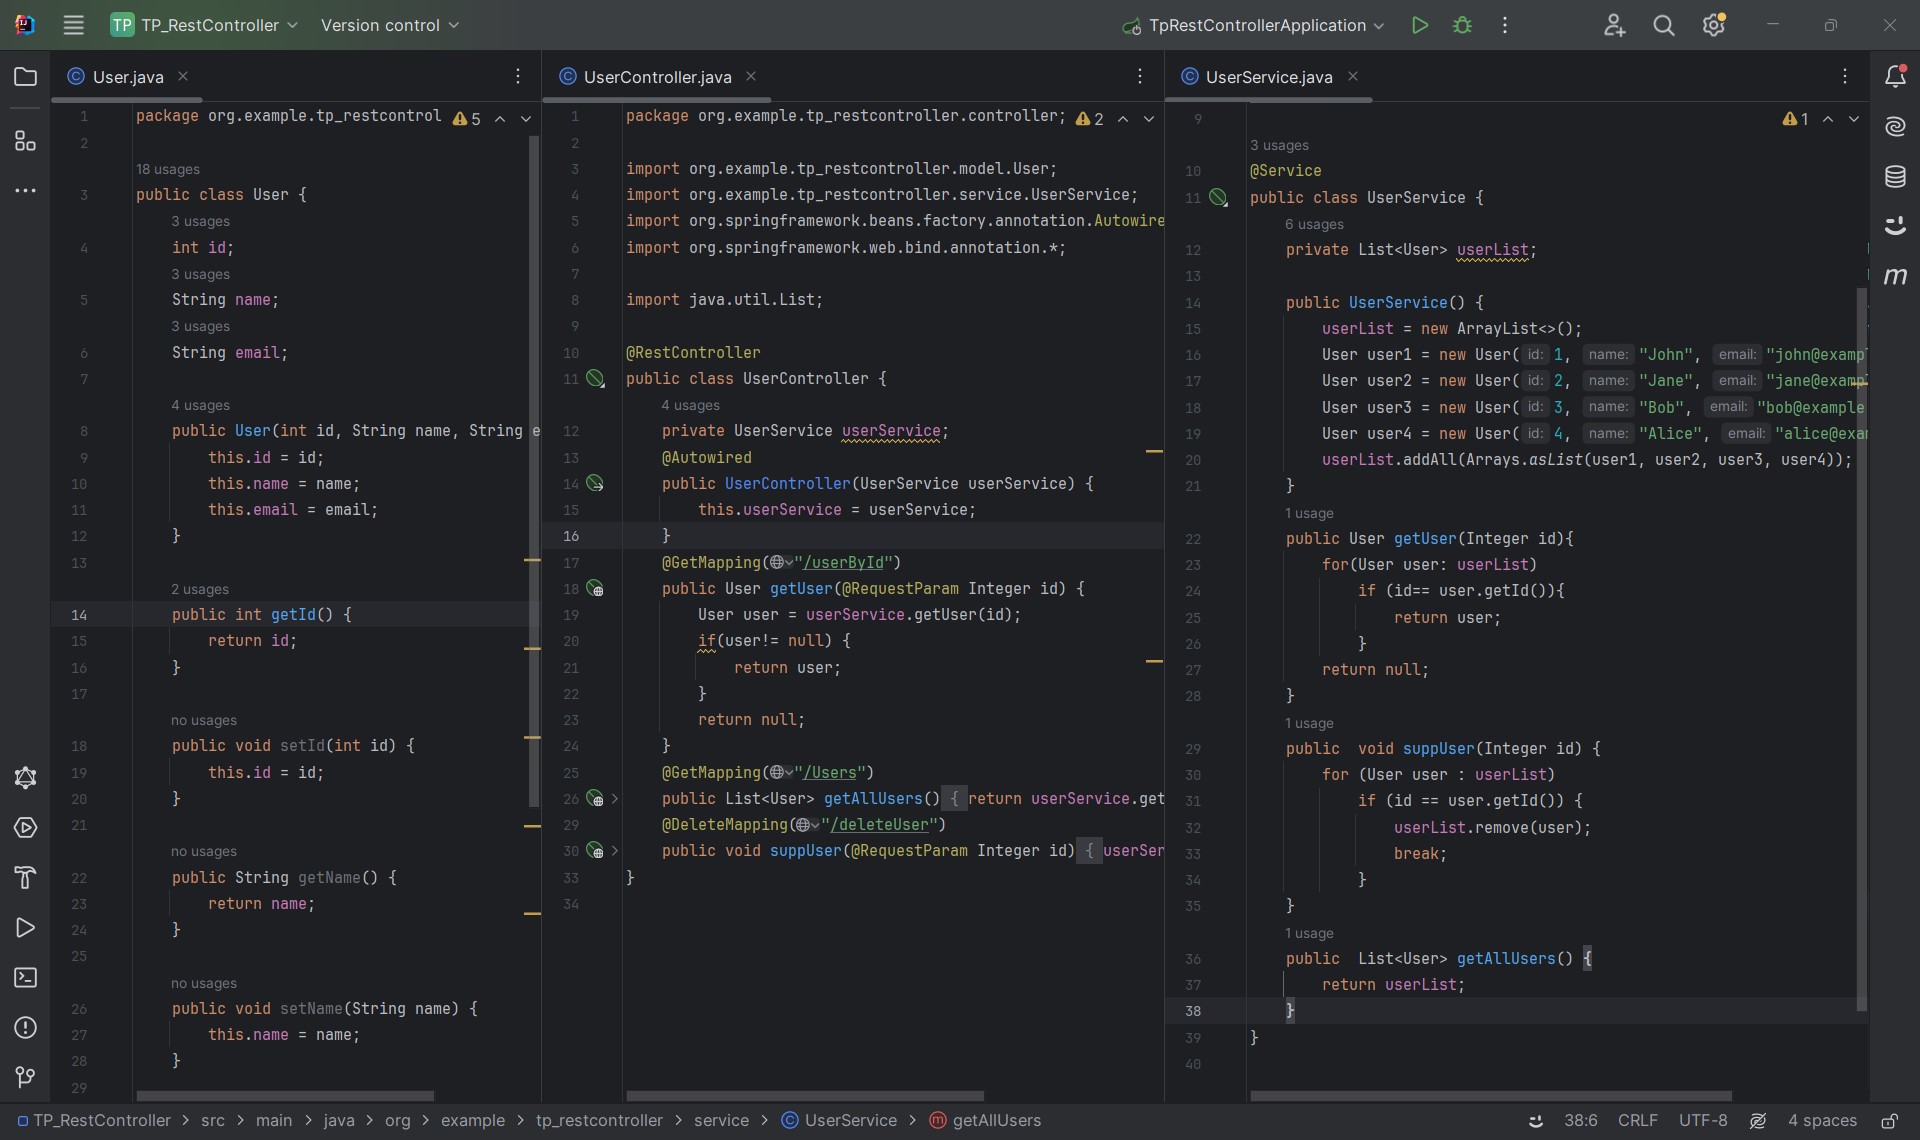 TP TP_RestController Version control TpRestControllerApplication
User.java
1 package org.example.tp_restcontrol 5
2
18 usages
3 public class User {
3 usages
4 int id;
3 usages
5 String name;
3 usages
6 String email;
7
4 usages
8 public User(int id, String name, String e
9 this.id = id;
10 this.name = name;
11 this.email = email;
12 }
13
2 usages
14 public int getId() {
15 return id;
16 }
17
no usages
18 public void setId(int id) {
19 this.id = id;
20 }
21
no usages
22 public String getName() {
23 return name;
24 }
25
no usages
26 public void setName(String name) {
27 this.name = name;
28 }
29
UserController.java
1 package org.example.tp_restcontroller.controller; 2
2
3 import org.example.tp_restcontroller.model.User;
4 import org.example.tp_restcontroller.service.UserService;
5 import org.springframework.beans.factory.annotation.Autowire
6 import org.springframework.web.bind.annotation.*;
7
8 import java.util.List;
9
10 @RestController
11 public class UserController {
4 usages
12 private UserService userService;
13 @Autowired
14 public UserController(UserService userService) {
15 this.userService = userService;
16 }
17 @GetMapping("/userById")
18 public User getUser(@RequestParam Integer id) {
19 User user = userService.getUser(id);
20 if(user!= null) {
21 return user;
22 }
23 return null;
24 }
25 @GetMapping("/Users")
26 public List<User> getAllUsers() { return userService.get
29 @DeleteMapping("/deleteUser")
30 public void suppUser(@RequestParam Integer id) { userSer
33 }
34
UserService.java
9 1
3 usages
10 @Service
11 public class UserService {
6 usages
12 private List<User> userList;
13
14 public UserService() {
15 userList = new ArrayList<>();
16 User user1 = new User( id: 1, name: "John", email: "john@examp
17 User user2 = new User( id: 2, name: "Jane", email: "jane@examp
18 User user3 = new User( id: 3, name: "Bob", email: "bob@example
19 User user4 = new User( id: 4, name: "Alice", email: "alice@exa
20 userList.addAll(Arrays.asList(user1, user2, user3, user4));
21 }
1 usage
22 public User getUser(Integer id){
23 for(User user: userList)
24 if (id== user.getId()){
25 return user;
26 }
27 return null;
28 }
1 usage
29 public  void suppUser(Integer id) {
30 for (User user : userList)
31 if (id == user.getId()) {
32 userList.remove(user);
33 break;
34 }
35 }
1 usage
36 public  List<User> getAllUsers() {
37 return userList;
38 }
39 }
40
m
TP_RestController > src > main > java > org > example > tp_restcontroller > service > C UserService > m getAllUsers 38:6 CRLF UTF-8 4 spaces